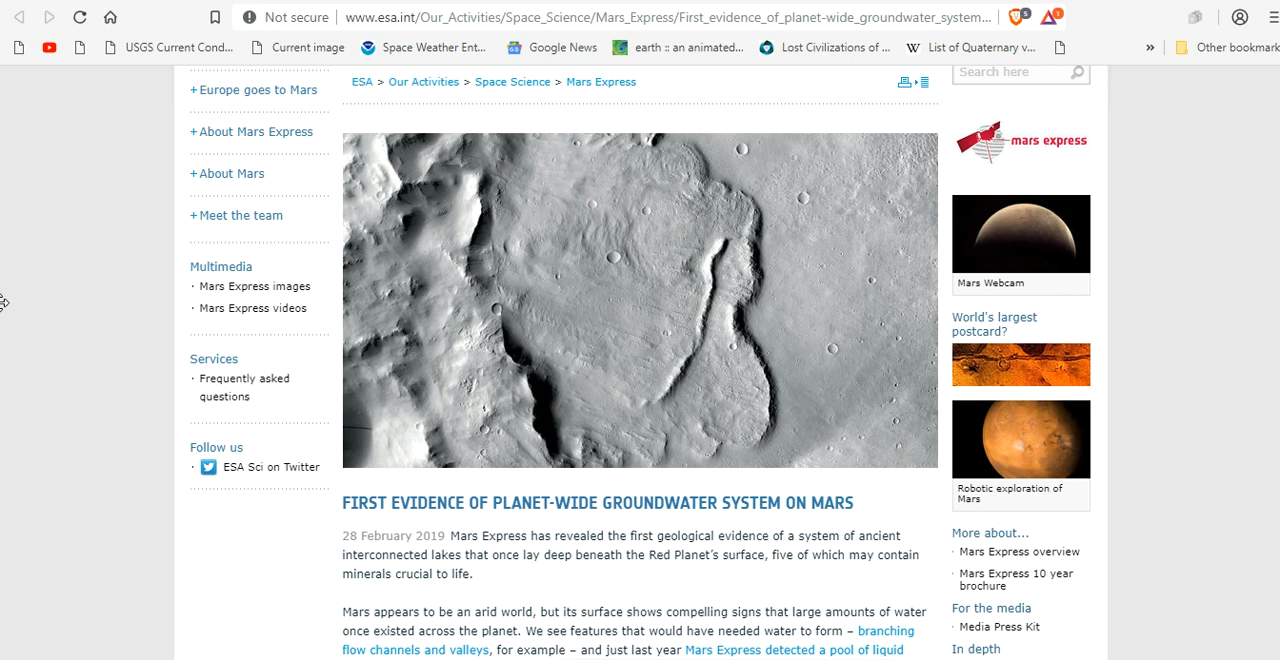 Not secure www.esa.int/Our_Activities/Space_Science/Mars_Express/First_evidence_of_planet-wide_groundwater_system... 5 1
USGS Current Cond... Current image Space Weather Ent... Google News earth :: an animated... Lost Civilizations of ... W List of Quaternary v... » Other bookmark
+Europe goes to Mars
+About Mars Express
+About Mars
+Meet the team
Multimedia
· Mars Express images
· Mars Express videos
Services
· Frequently asked
questions
Follow us
· ESA Sci on Twitter
ESA > Our Activities > Space Science > Mars Express
FIRST EVIDENCE OF PLANET-WIDE GROUNDWATER SYSTEM ON MARS
28 February 2019 Mars Express has revealed the first geological evidence of a system of ancient
interconnected lakes that once lay deep beneath the Red Planet's surface, five of which may contain
minerals crucial to life.
Mars appears to be an arid world, but its surface shows compelling signs that large amounts of water
once existed across the planet. We see features that would have needed water to form – branching
flow channels and valleys, for example – and just last year Mars Express detected a pool of liquid
Search here
mars express
Mars Webcam
World's largest
postcard?
Robotic exploration of
Mars
More about...
· Mars Express overview
· Mars Express 10 year
brochure
For the media
· Media Press Kit
In depth